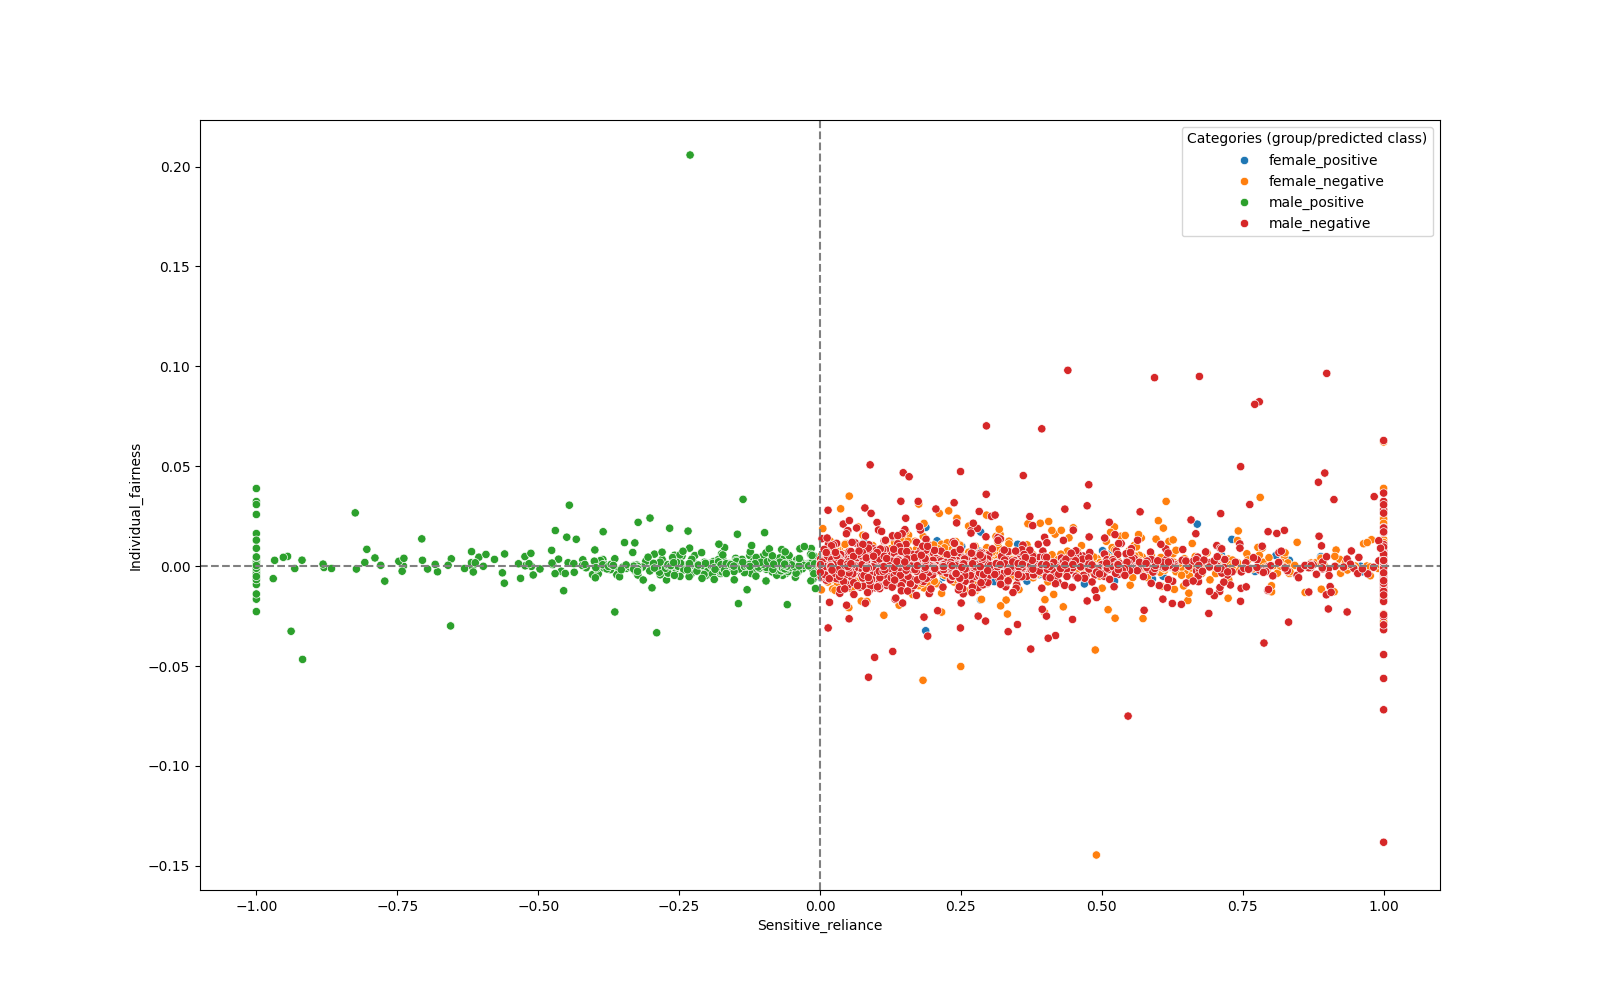 Categories (group/predicted class)
female_positive
female_negative
male_positive
male_negative
0.20
0.15
0.10
0.05
0.00
−0.05
−0.10
−0.15
Individual_fairness
−1.00 −0.75 −0.50 −0.25 0.00 0.25 0.50 0.75 1.00
Sensitive_reliance